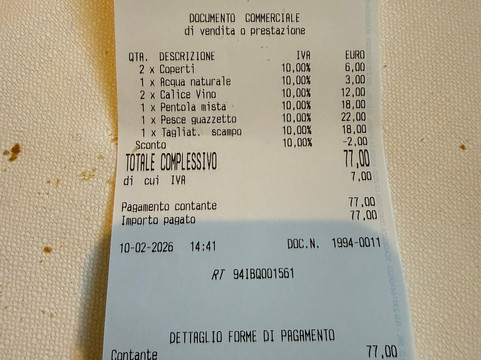 DOCUMENTO COMMERCIALE
di vendita o prestazione
QTA. DESCRIZIONE IVA EURO
2 x Coperti 10,00% 6,00
1 x Acqua naturale 10,00% 3,00
2 x Calice Vino 10,00% 12,00
1 x Pentola mista 10,00% 18,00
1 x Pesce guazzetto 10,00% 22,00
1 x Tagliat. scampo 10,00% 18,00
Sconto 10,00% -2,00
TOTALE COMPLESSIVO 77,00
di cui IVA 7,00
Pagamento contante 77,00
Importo pagato 77,00
10-02-2026 14:41 DOC.N. 1994-0011
RT 94IBQ001561
DETTAGLIO FORME DI PAGAMENTO
Contante 77,00